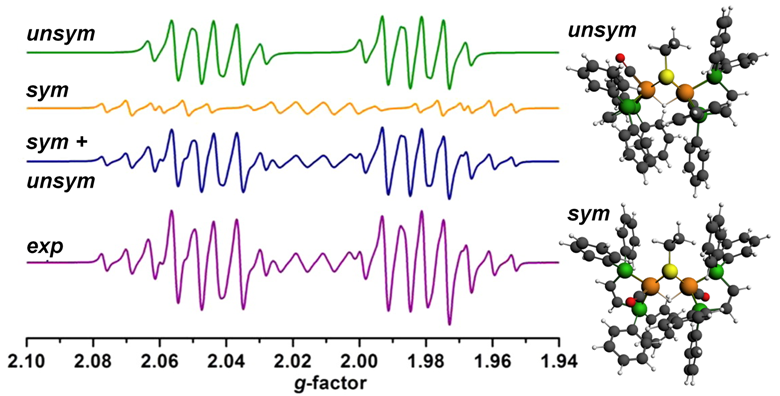 unsym
unsym
sym
sym +
unsym
sym
exp
2.10 2.08 2.06 2.04 2.02 2.00 1.98 1.96 1.94
g-factor